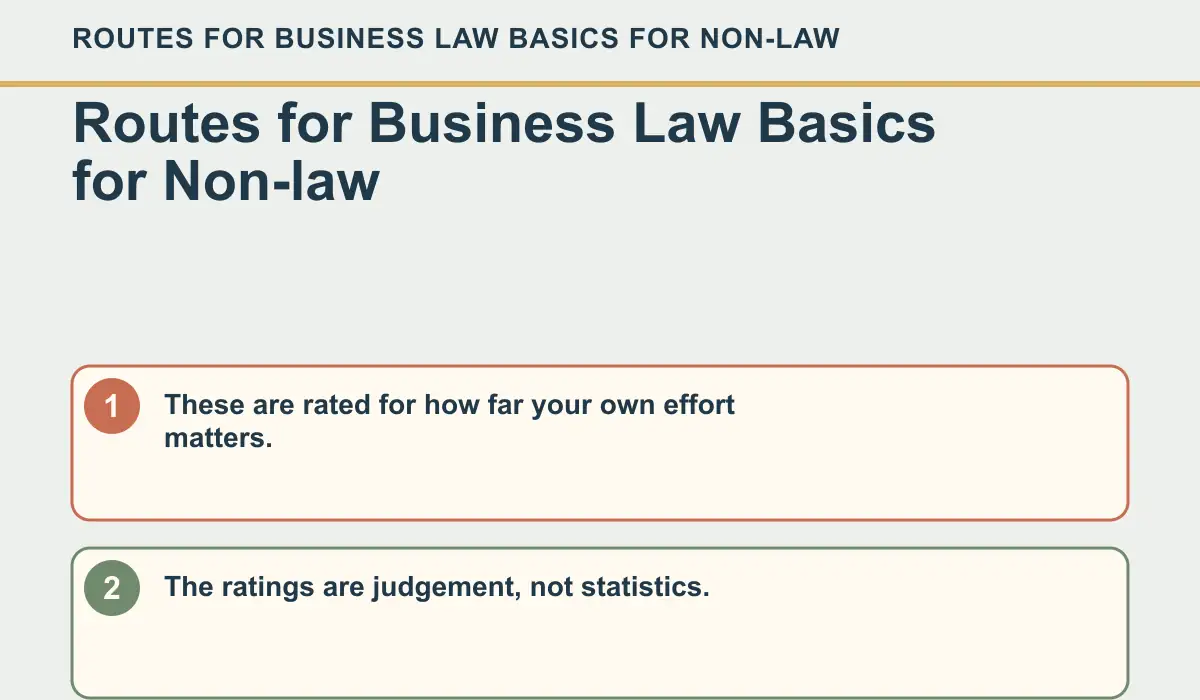 ROUTES FOR BUSINESS LAW BASICS FOR NON-LAW
Routes for Business Law Basics
for Non-law
1
These are rated for how far your own effort
matters.
2
The ratings are judgement, not statistics.